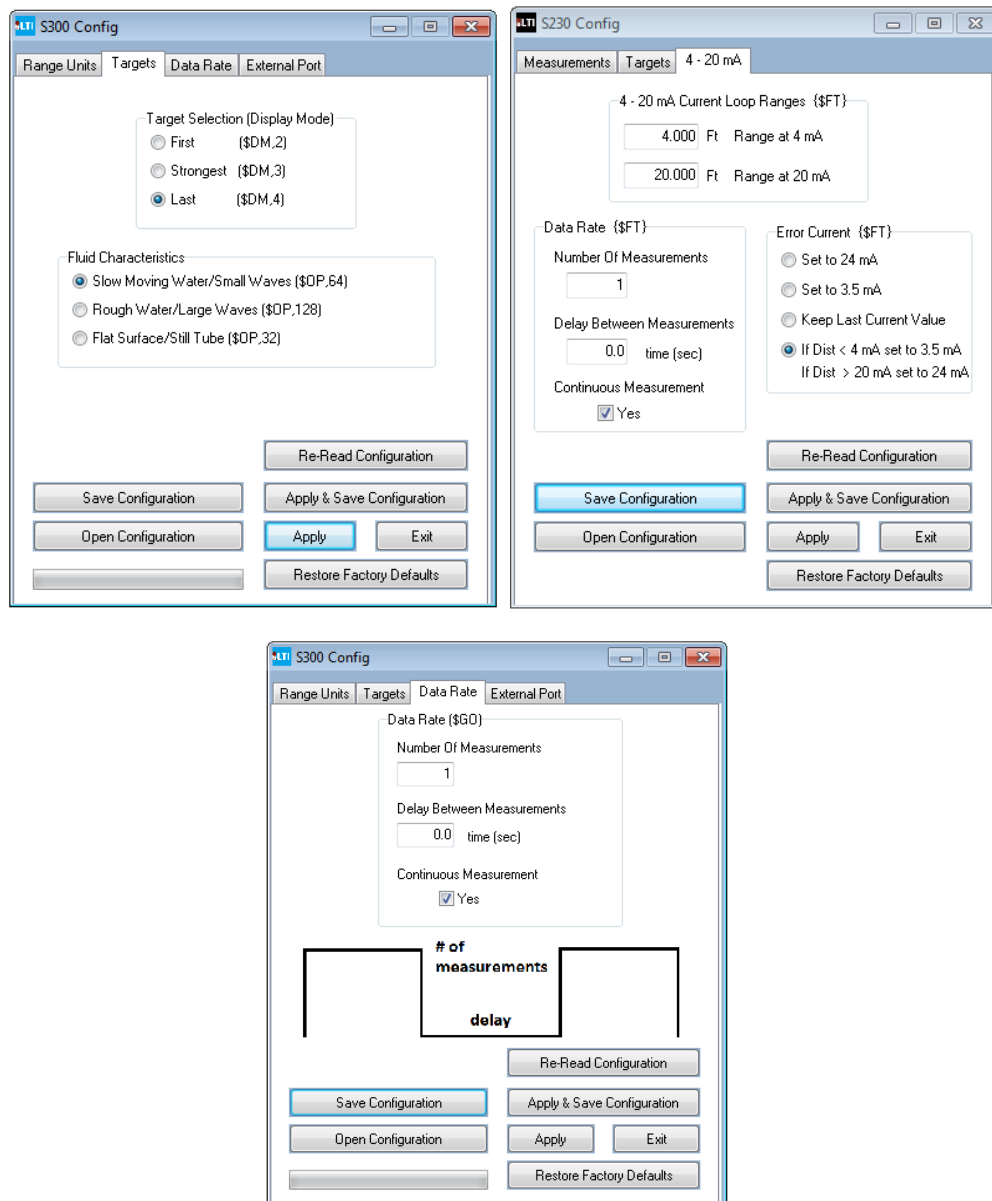 LTI S300 Config
Range Units Targets Data Rate External Port
Target Selection (Display Mode)
First ($DM,2)
Strongest ($DM,3)
Last ($DM,4)
Fluid Characteristics
Slow Moving Water/Small Waves ($OP,64)
Rough Water/Large Waves ($OP,128)
Flat Surface/Still Tube ($OP,32)
Re-Read Configuration
Save Configuration Apply & Save Configuration
Open Configuration Apply Exit
Restore Factory Defaults
LTI S230 Config
Measurements Targets 4 - 20 mA
4 - 20 mA Current Loop Ranges {$FT}
4.000 Ft Range at 4 mA
20.000 Ft Range at 20 mA
Data Rate {$FT}
Number Of Measurements
1
Delay Between Measurements
0.0 time (sec)
Continuous Measurement
Yes
Error Current {$FT}
Set to 24 mA
Set to 3.5 mA
Keep Last Current Value
If Dist < 4 mA set to 3.5 mA
If Dist > 20 mA set to 24 mA
Re-Read Configuration
Save Configuration Apply & Save Configuration
Open Configuration Apply Exit
Restore Factory Defaults
LTI S300 Config
Range Units Targets Data Rate External Port
Data Rate ($GO)
Number Of Measurements
1
Delay Between Measurements
0.0 time (sec)
Continuous Measurement
Yes
# of
measurements
delay
Re-Read Configuration
Save Configuration Apply & Save Configuration
Open Configuration Apply Exit
Restore Factory Defaults